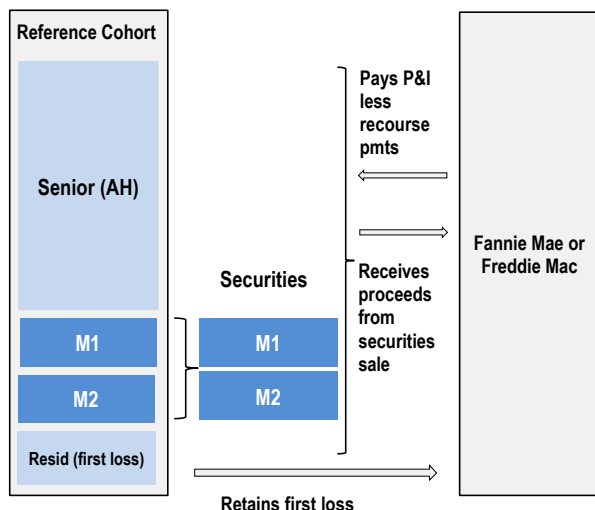 Reference Cohort
Senior (AH)
M1
M2
Resid (first loss)
Securities
M1
M2
Pays P&I
less
recourse
pmts
Receives
proceeds
from
securities
sale
Retains first loss
Fannie Mae or
Freddie Mac